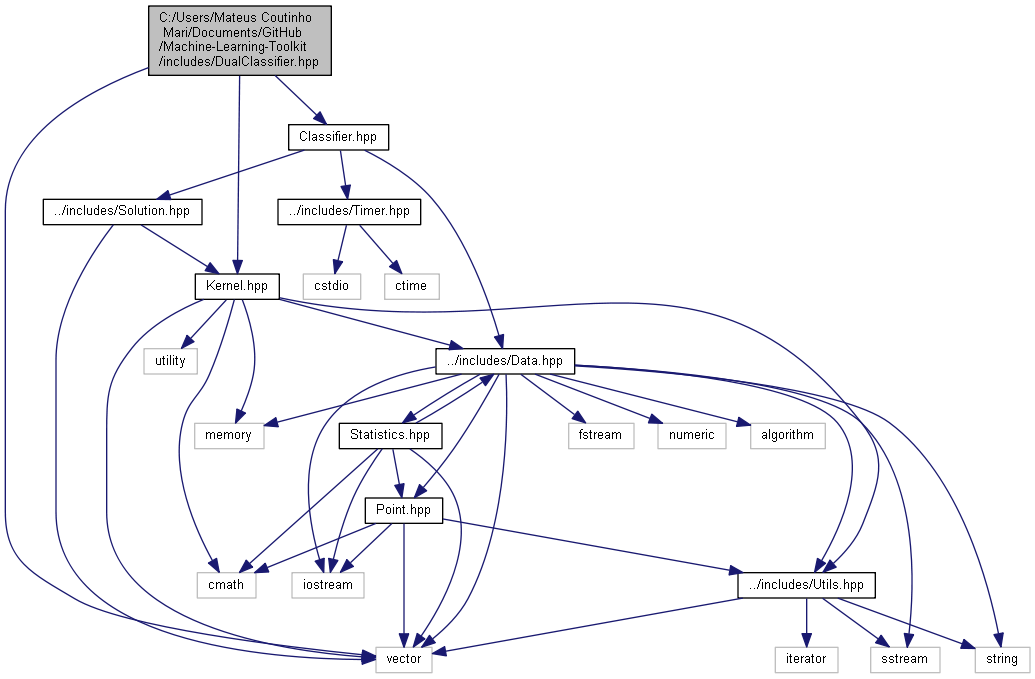 C:/Users/Mateus Coutinho
Mari/Documents/GitHub
/Machine-Learning-Toolkit
/includes/DualClassifier.hpp
Classifier.hpp
../includes/Solution.hpp
../includes/Timer.hpp
Kernel.hpp
cstdio
ctime
utility
../includes/Data.hpp
memory
Statistics.hpp
fstream
numeric
algorithm
Point.hpp
cmath
iostream
../includes/Utils.hpp
vector
iterator
sstream
string